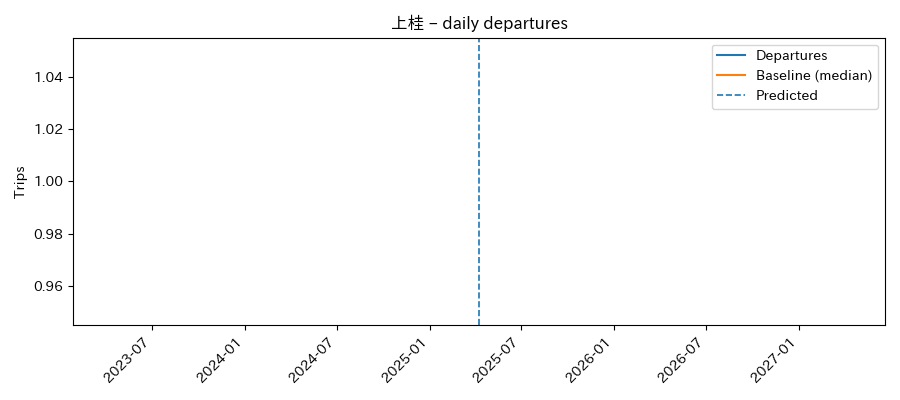 上桂 – daily departures
Departures
Baseline (median)
Predicted
Trips
1.04
1.02
1.00
0.98
0.96
2023-07
2024-01
2024-07
2025-01
2025-07
2026-01
2026-07
2027-01